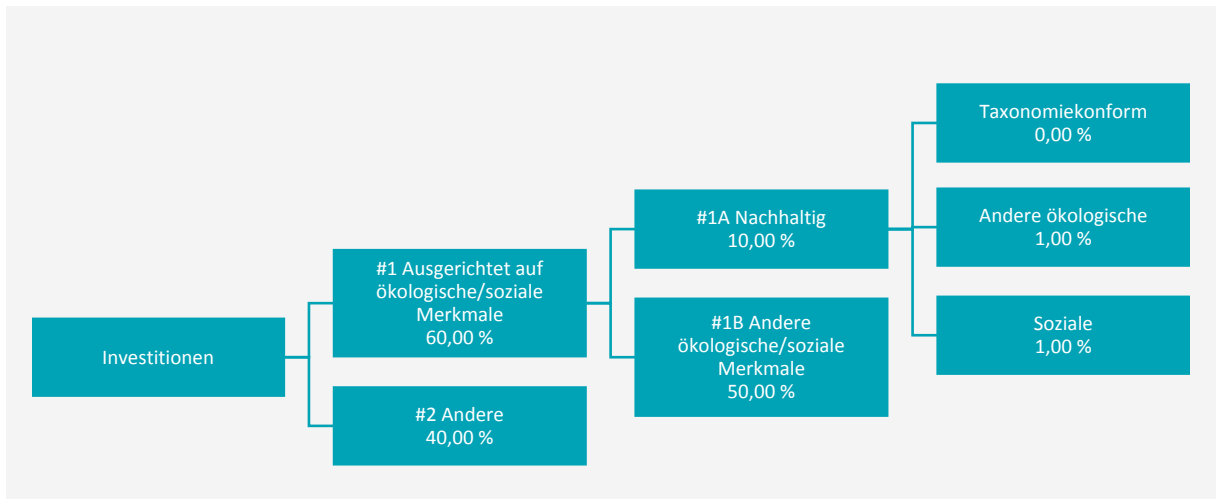 Investitionen
#1 Ausgerichtet auf
ökologische/soziale
Merkmale
60,00 %
#2 Andere
40,00 %
#1A Nachhaltig
10,00 %
#1B Andere
ökologische/soziale
Merkmale
50,00 %
Taxonomiekonform
0,00 %
Andere ökologische
1,00 %
Soziale
1,00 %